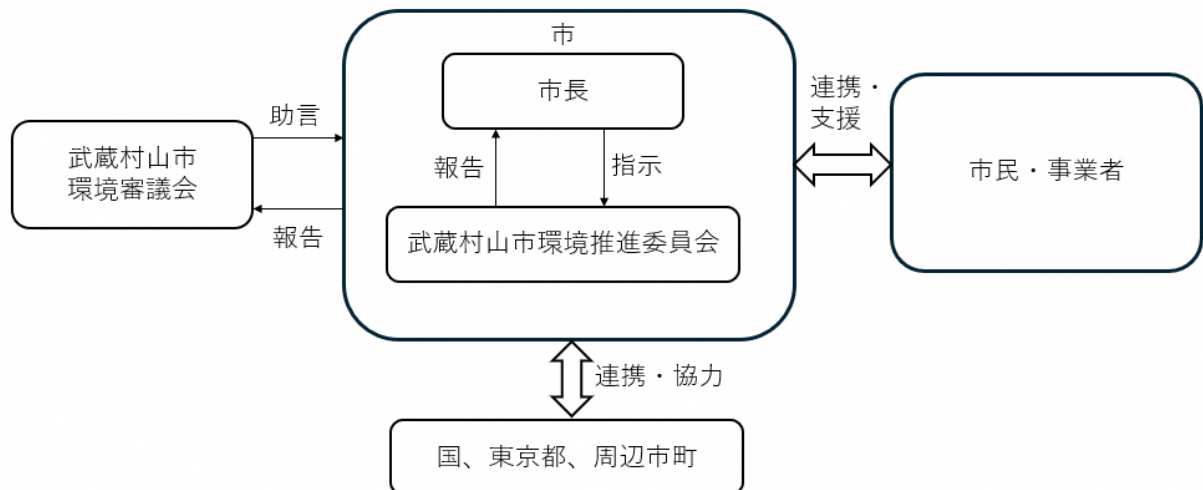 市
市長
連携・
支援
助言
武蔵村山市
環境審議会
報告
指示
市民・事業者
報告
武蔵村山市環境推進委員会
連携・協力
国、東京都、周辺市町